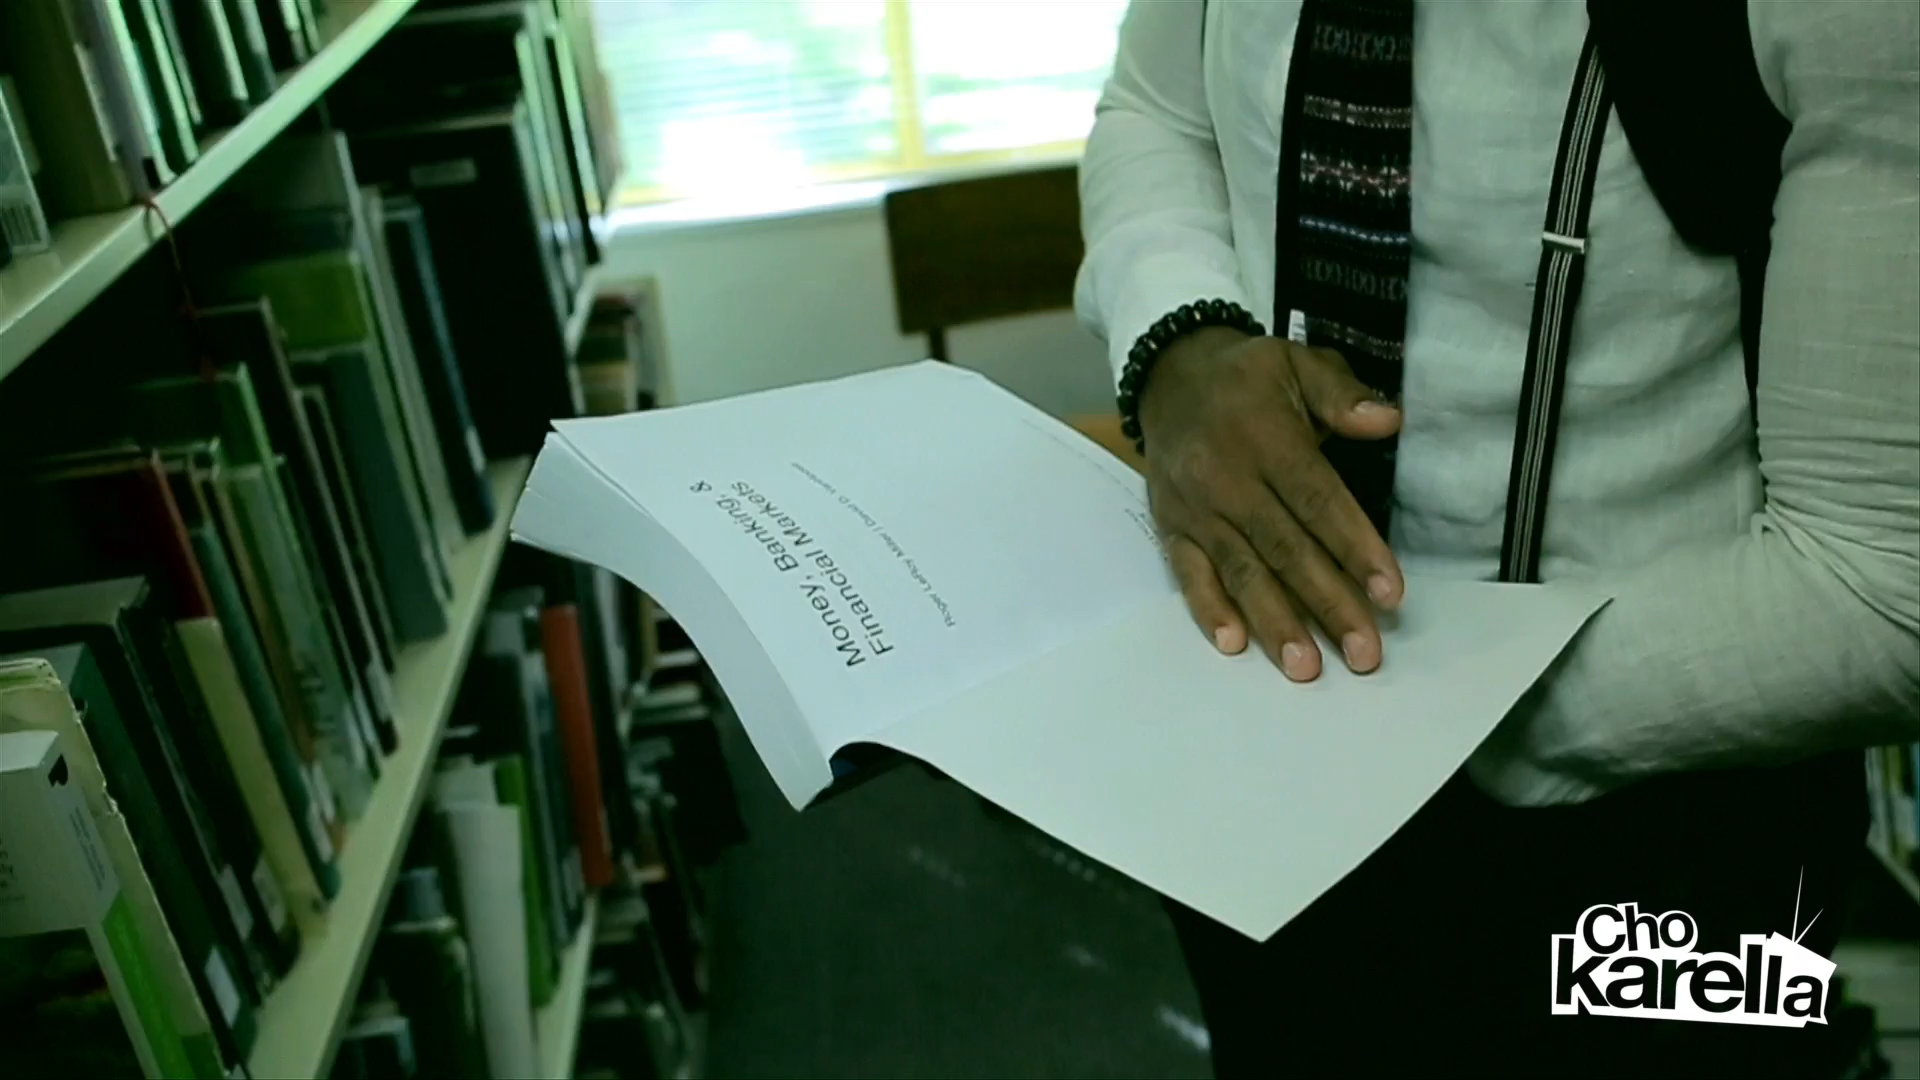 Money, Banking, &
Financial Markets
Roger LeRoy Miller | David D. VanHoose
Cho
karella